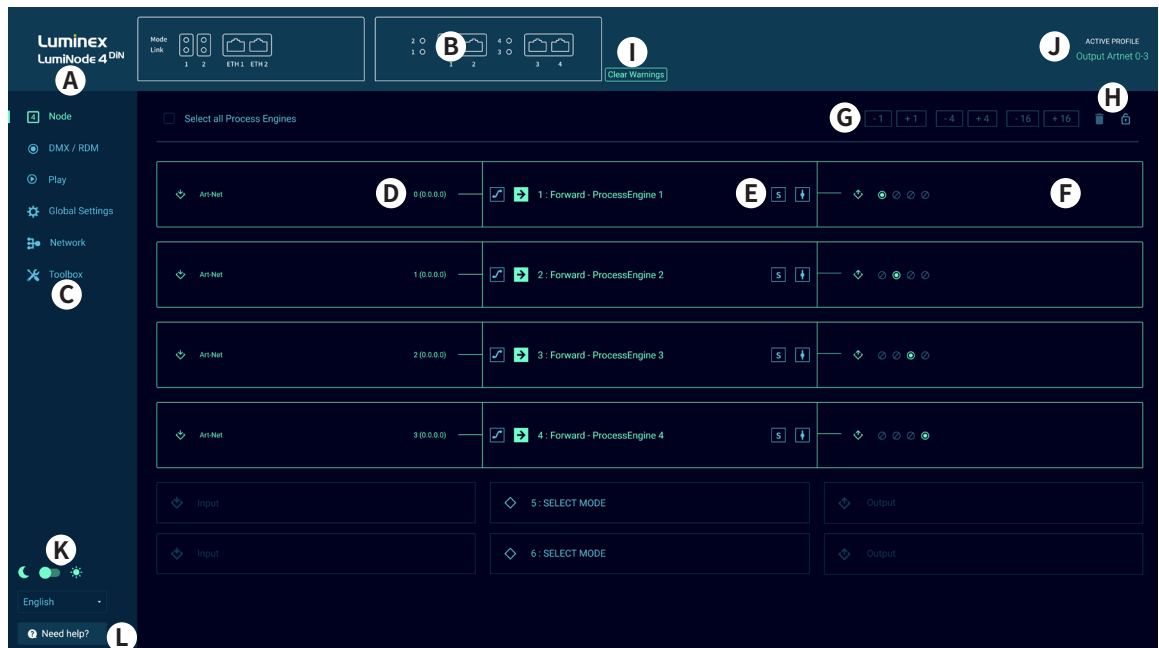 Luminex
LumiNode 4 DiN
A
Mode
Link
1 2 ETH 1 ETH 2
2 4
1 3
1 2 3 4
B
I
Clear Warnings
J
ACTIVE PROFILE
Output Artnet 0-3
4 Node
DMX / RDM
Play
Global Settings
Network
Toolbox
C
Select all Process Engines
G
-1 +1 -4 +4 -16 +16
H
Art-Net D 0 (0.0.0.0) 1 : Forward - ProcessEngine 1 E S F
Art-Net 1 (0.0.0.0) 2 : Forward - ProcessEngine 2 S
Art-Net 2 (0.0.0.0) 3 : Forward - ProcessEngine 3 S
Art-Net 3 (0.0.0.0) 4 : Forward - ProcessEngine 4 S
Input 5 : SELECT MODE Output
Input 6 : SELECT MODE Output
K
English
Need help?
L